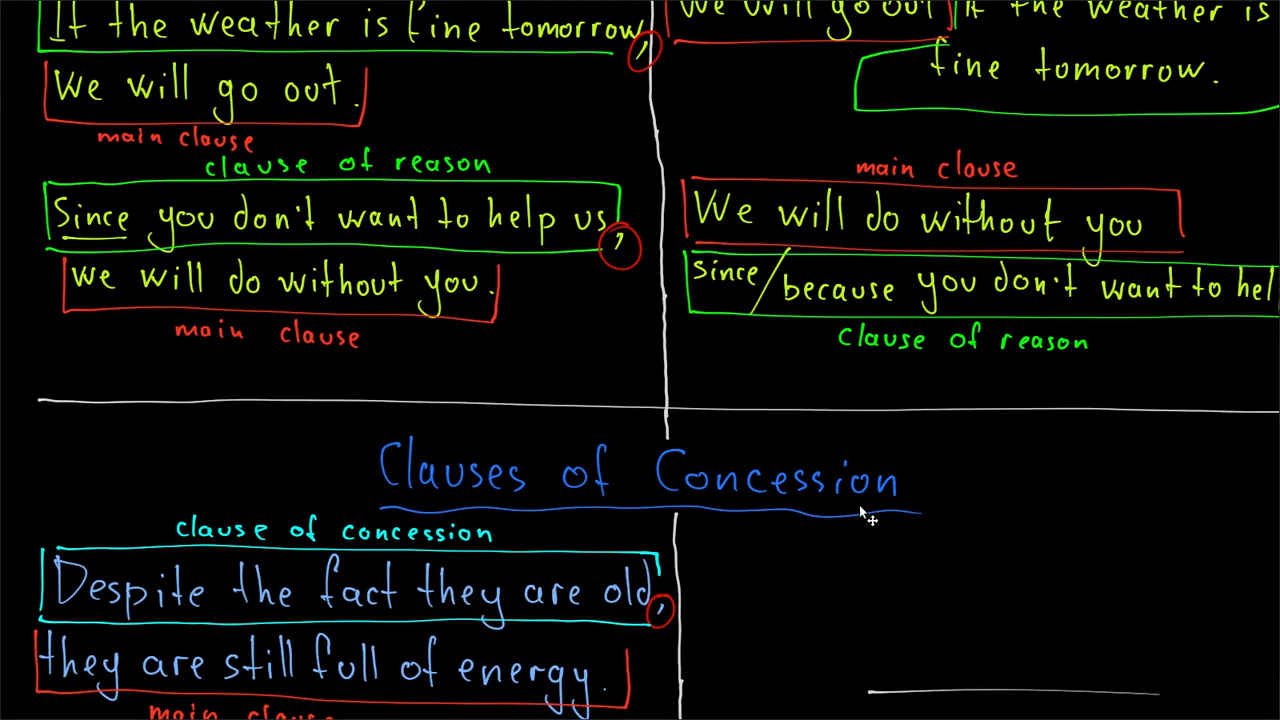 If the weather is fine tomorrow,
We will go out.
main clause
clause of reason
Since you don't want to help us,
we will do without you.
main clause
We will go out if the weather is
fine tomorrow.
main clause
We will do without you
since/because you don't want to hel
clause of reason
Clauses of Concession
clause of concession
Despite the fact they are old,
they are still full of energy.
main clause